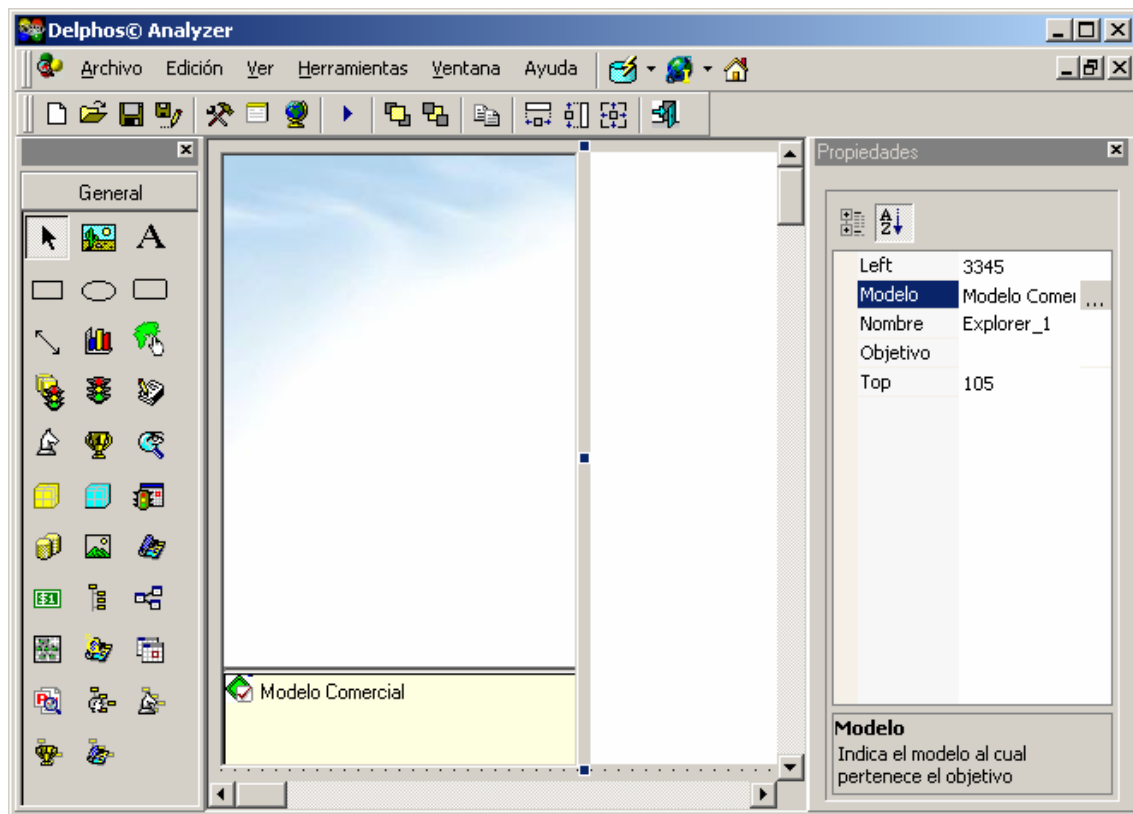 Delphos© Analyzer
Archivo Edición Ver Herramientas Ventana Ayuda
General
A
Modelo Comercial
Propiedades
A
Z
Left 3345
Modelo Modelo Comer ...
Nombre Explorer_1
Objetivo
Top 105
Modelo
Indica el modelo al cual
pertenece el objetivo